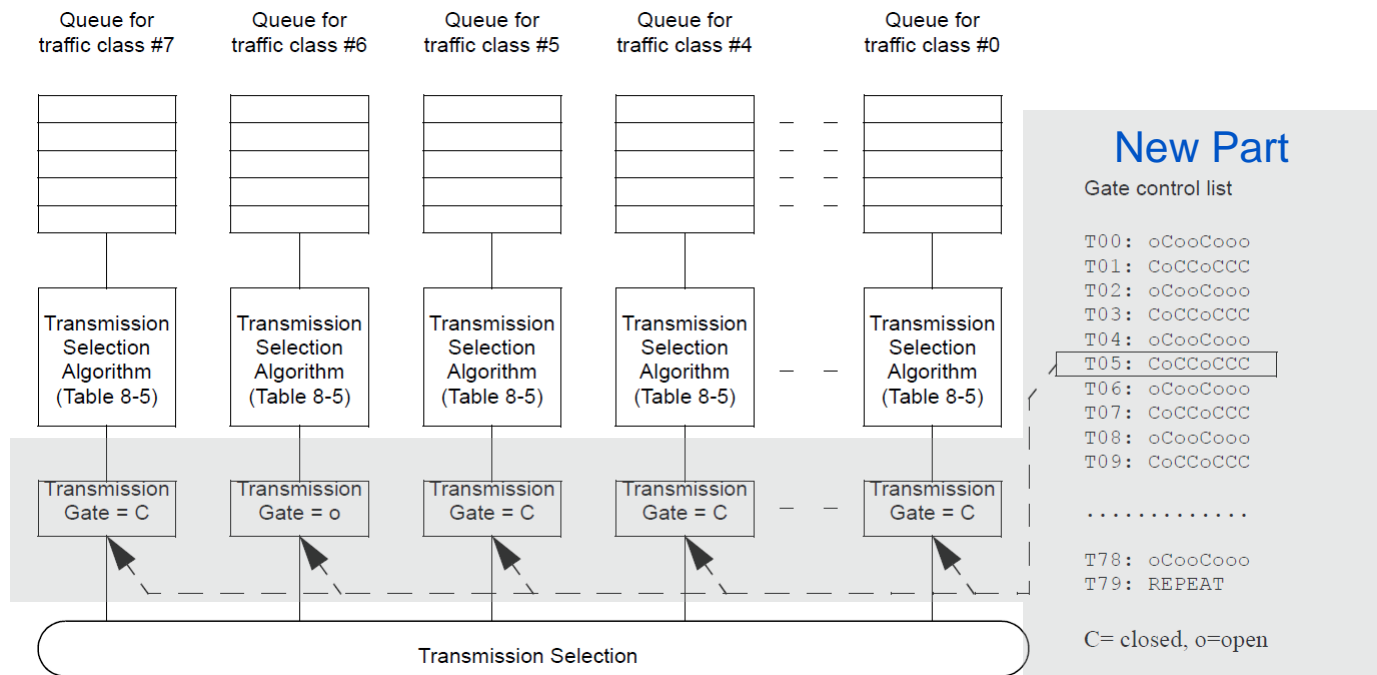 Queue for
traffic class #7
Queue for
traffic class #6
Queue for
traffic class #5
Queue for
traffic class #4
Queue for
traffic class #0
New Part
Gate control list
T00: oCooCooo
T01: CoCCoCCC
T02: oCooCooo
T03: CoCCoCCC
T04: oCooCooo
T05: CoCCoCCC
T06: oCooCooo
T07: CoCCoCCC
T08: oCooCooo
T09: CoCCoCCC
. . . . . . . . . . . . .
T78: oCooCooo
T79: REPEAT
C= closed, o=open
Transmission
Selection
Algorithm
(Table 8-5)
Transmission
Selection
Algorithm
(Table 8-5)
Transmission
Selection
Algorithm
(Table 8-5)
Transmission
Selection
Algorithm
(Table 8-5)
Transmission
Selection
Algorithm
(Table 8-5)
Transmission
Gate = C
Transmission
Gate = o
Transmission
Gate = C
Transmission
Gate = C
Transmission
Gate = C
Transmission Selection